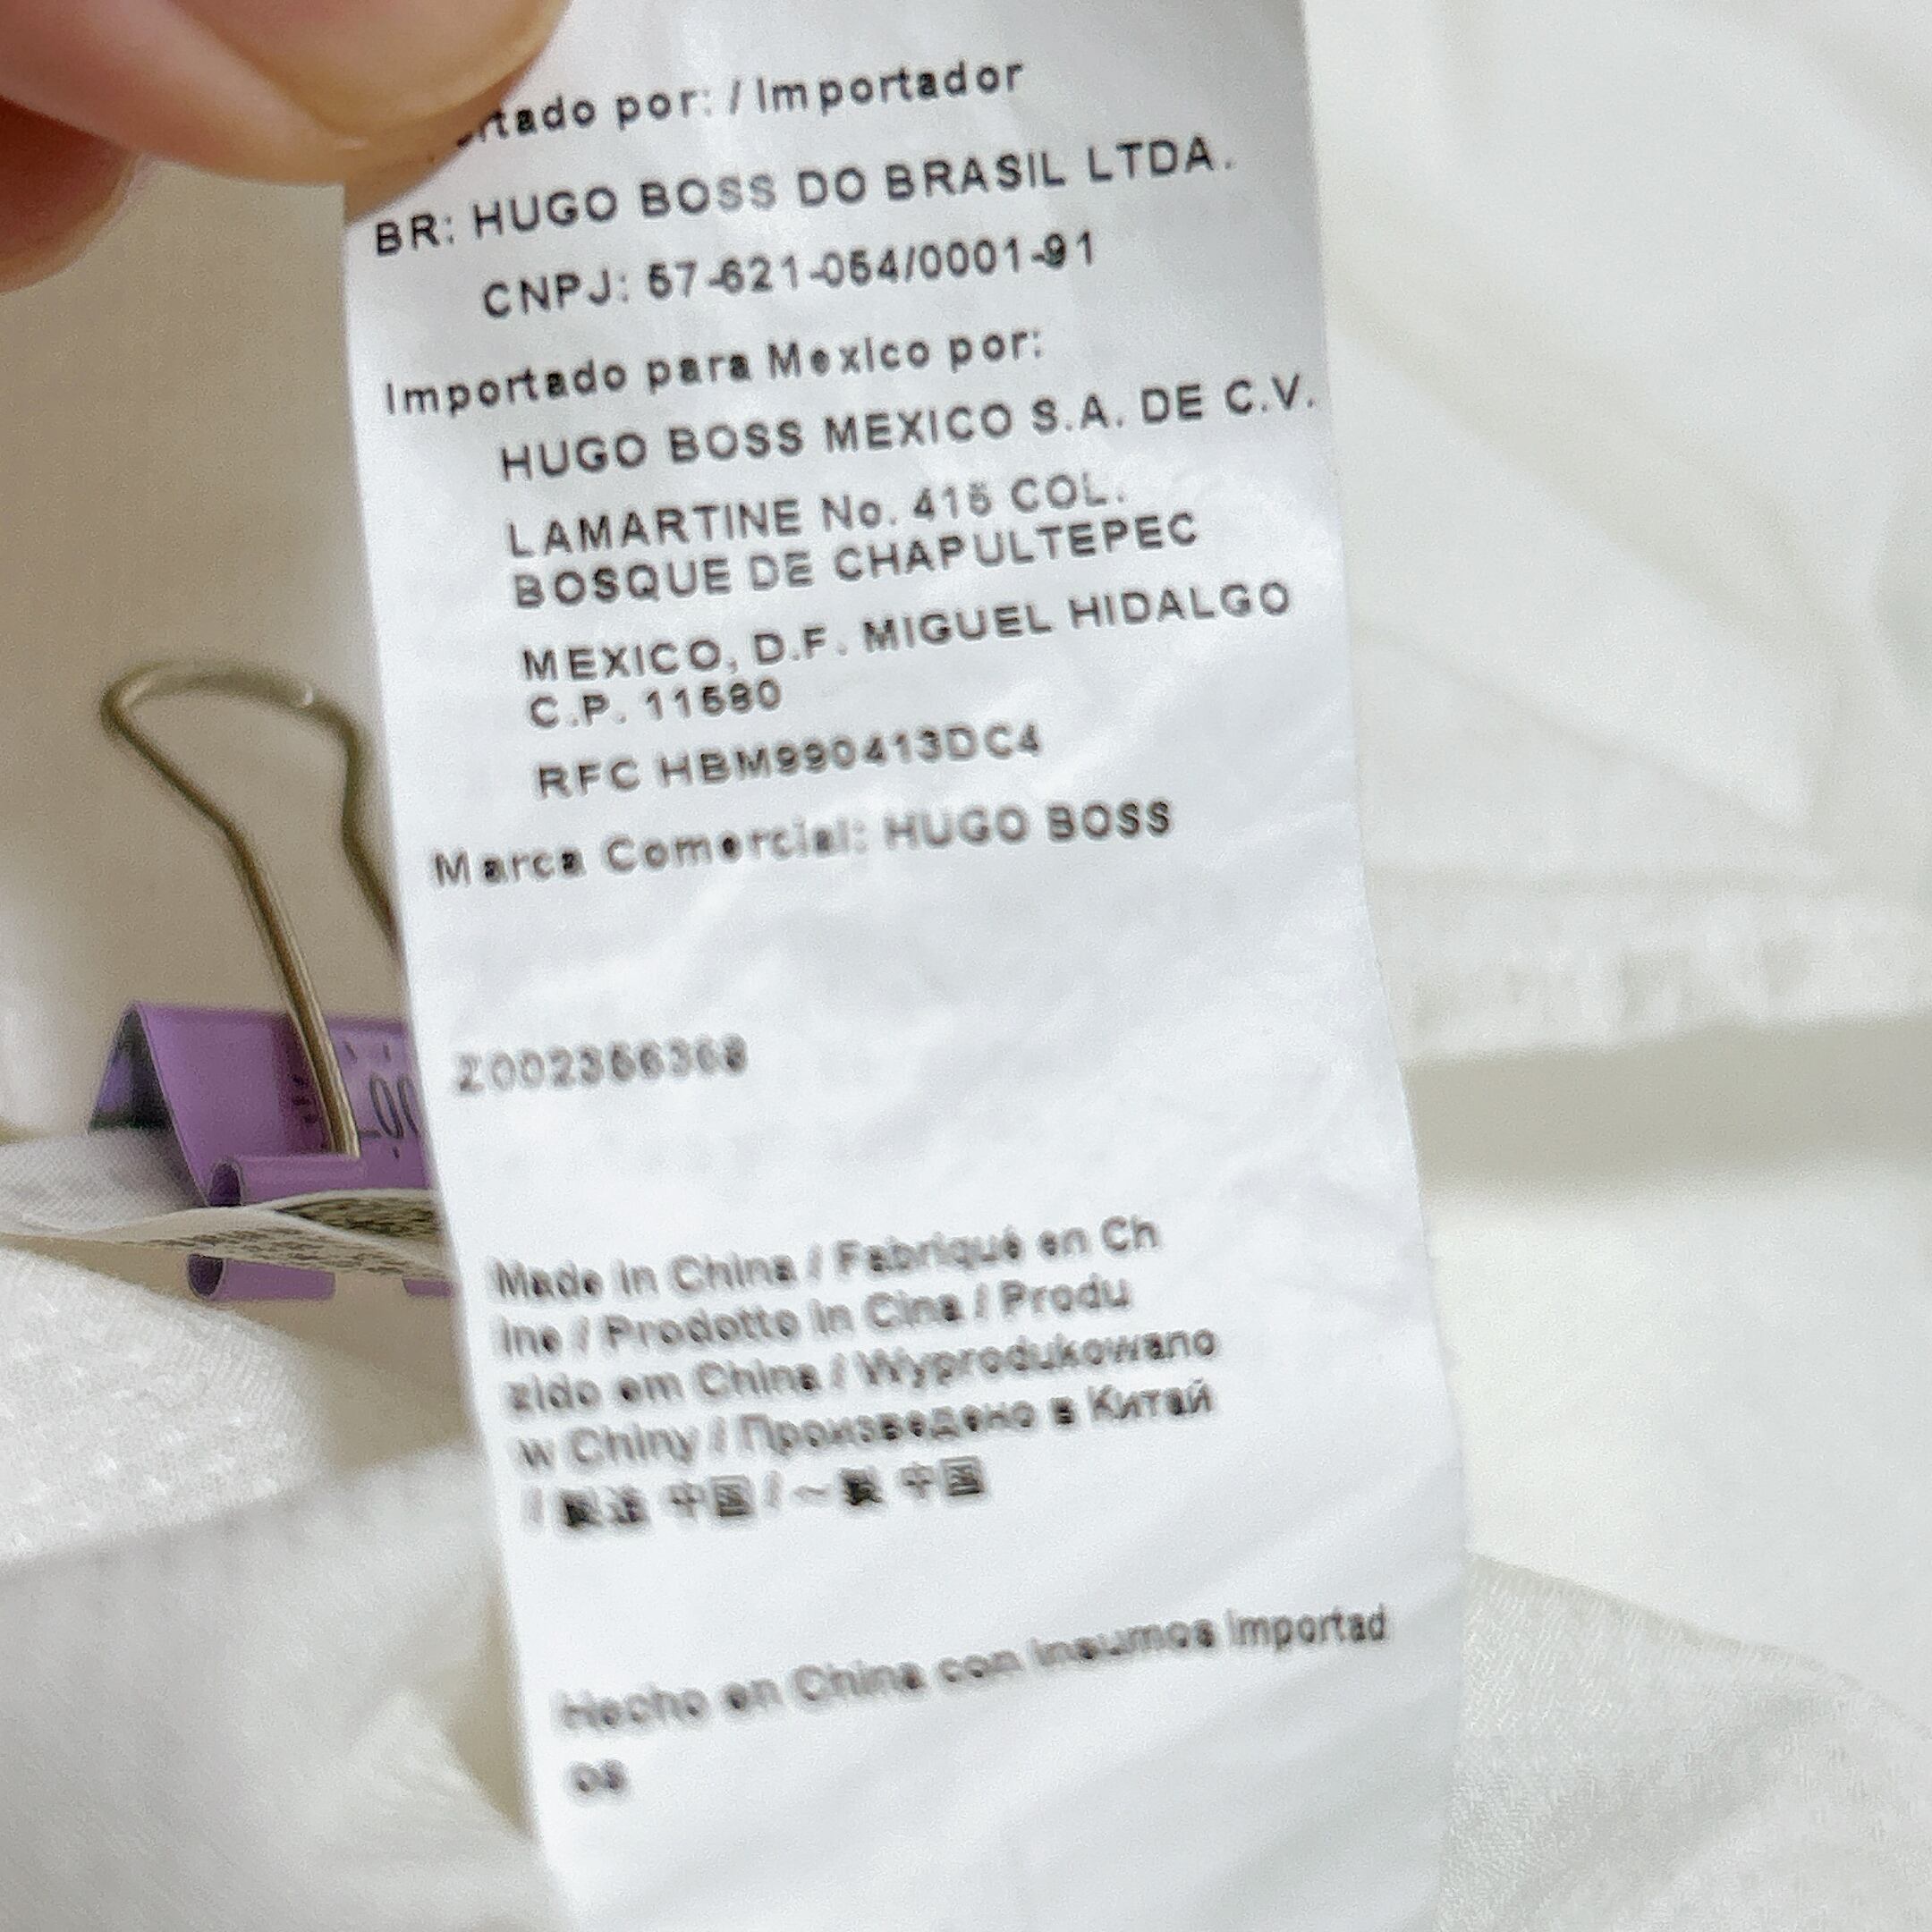 por: / Importador
BR: HUGO BOSS DO BRASIL LTDA.
CNPJ: 57-621-054/0001-91
Importado para Mexico por:
HUGO BOSS MEXICO S.A. DE C.V.
LAMARTINE No. 415 COL.
BOSQUE DE CHAPULTEPEC
MEXICO, D.F. MIGUEL HIDALGO
C.P. 11580
RFC HBM990413DC4
Marca Comercial: HUGO BOSS
Made in China / Fabriqué en Ch
ine / Prodotto in Cina / Produ
zido em China / Wyprodukowano
w Chiny / Произведено в Китай
/ 製造 中国 / 〜製 中国
Hecho en China con insumos importad
os